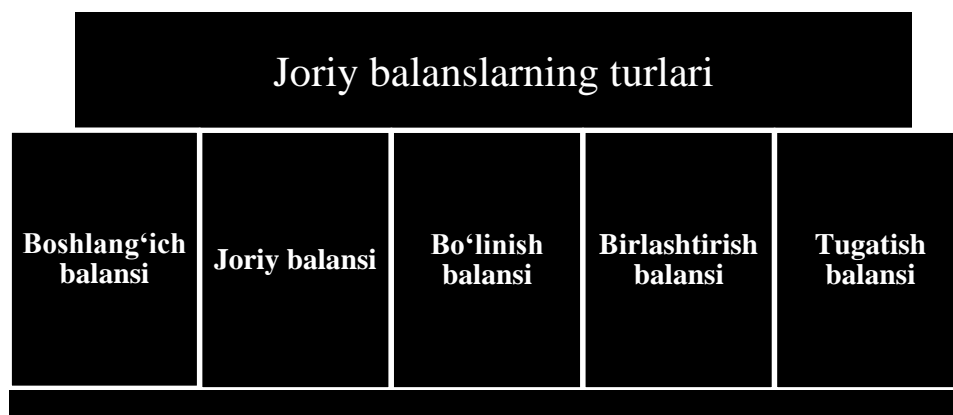 Joriy balanslarning turlari
Boshlang‘ich
balansi
Joriy balansi
Bo‘linish
balansi
Birlashtirish
balansi
Tugatish
balansi